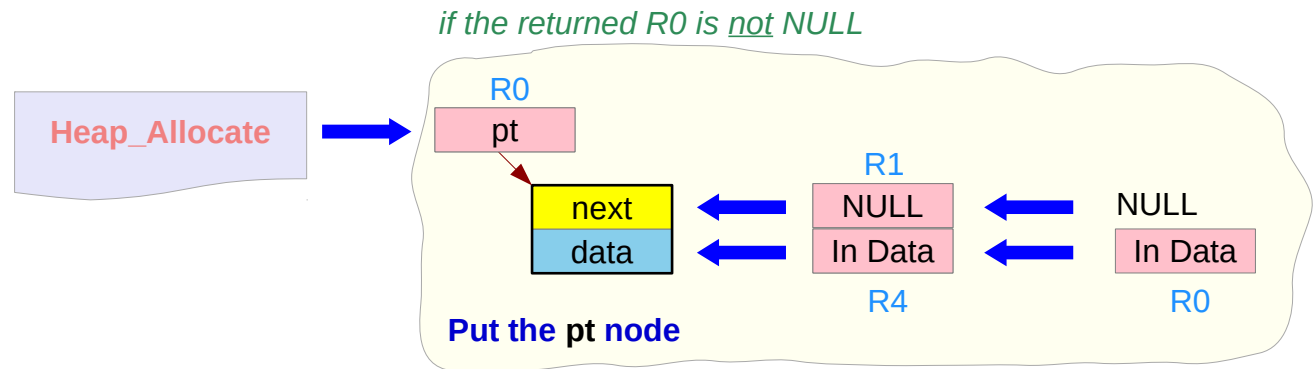 if the returned R0 is not NULL
R0
Heap_Allocate
pt
R1
next
NULL
NULL
data
In Data
In Data
R4
R0
Put the pt node